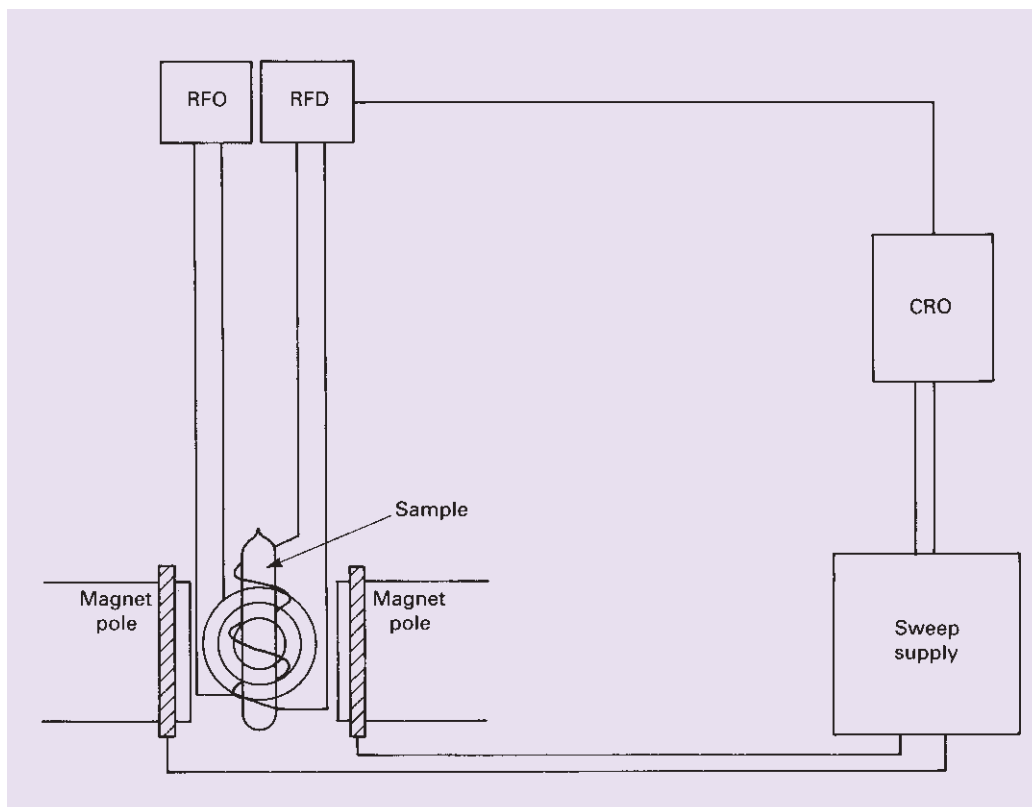 RFO
RFD
CRO
Sample
Magnet
pole
Magnet
pole
Sweep
supply